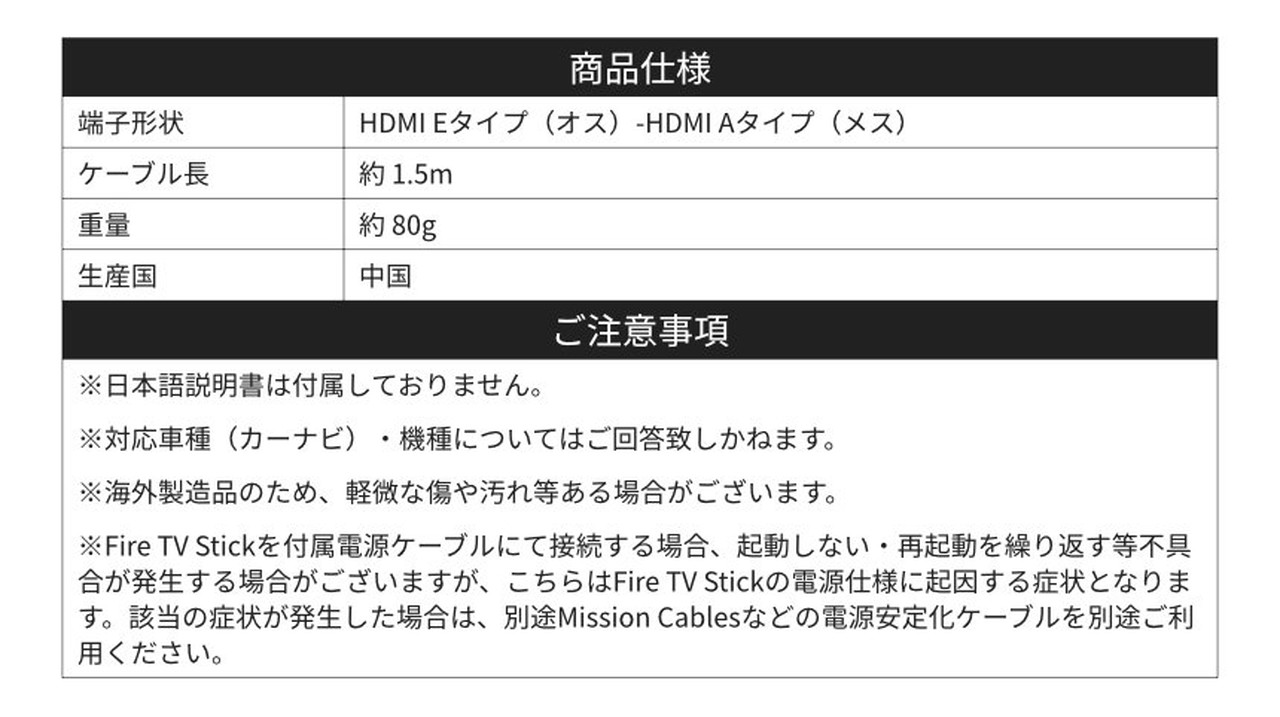 商品仕様
端子形状 HDMI Eタイプ（オス）-HDMI Aタイプ（メス）
ケーブル長 約 1.5m
重量 約 80g
生産国 中国
ご注意事項
※日本語説明書は付属しておりません。
※対応車種（カーナビ）・機種についてはご回答致しかねます。
※海外製造品のため、軽微な傷や汚れ等ある場合がございます。
※Fire TV Stickを付属電源ケーブルにて接続する場合、起動しない・再起動を繰り返す等不具
合が発生する場合がございますが、こちらはFire TV Stickの電源仕様に起因する症状となりま
す。該当の症状が発生した場合は、別途Mission Cablesなどの電源安定化ケーブルを別途ご利
用ください。